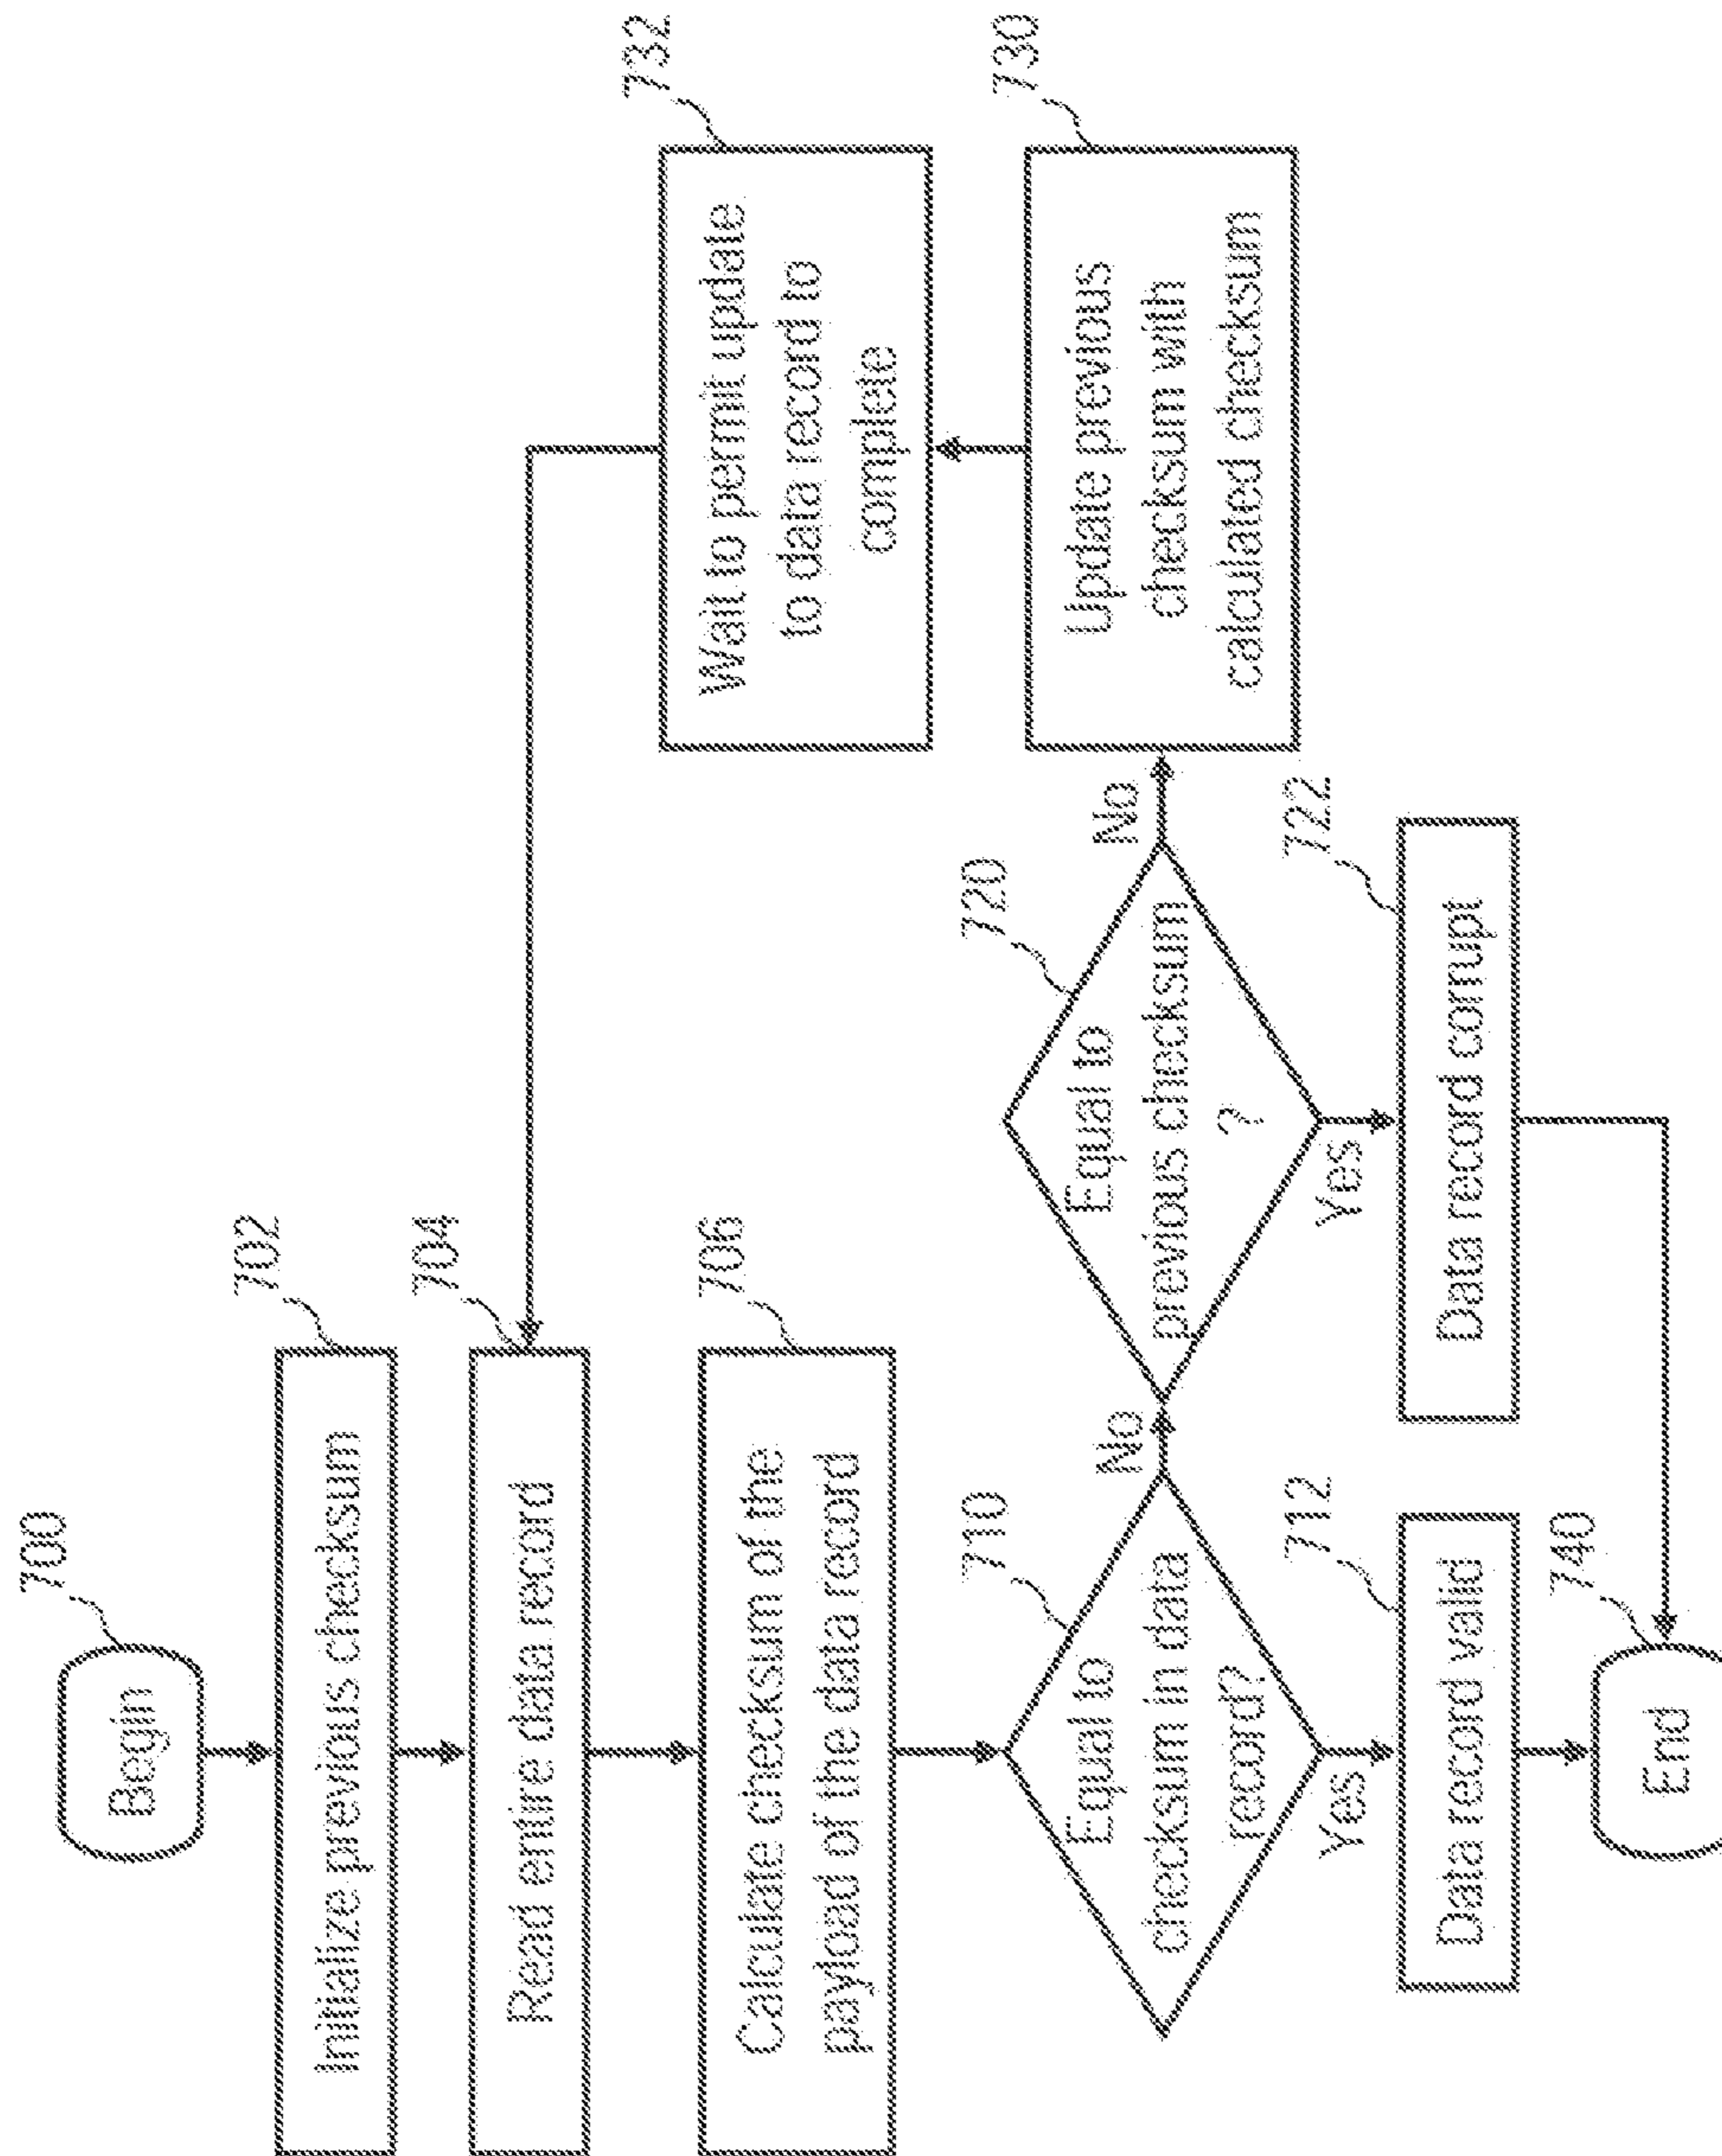 700
Begin
702
Initialize previous checksum
704
Read entire data record
706
Calculate checksum of the
payload of the data record
710
Equal to
checksum in data
record?
No
Yes
712
Data record valid
720
Equal to
previous checksum
?
No
Yes
722
Data record corrupt
730
Update previous
checksum with
calculated checksum
732
Wait to permit update
to data record to
complete
740
End